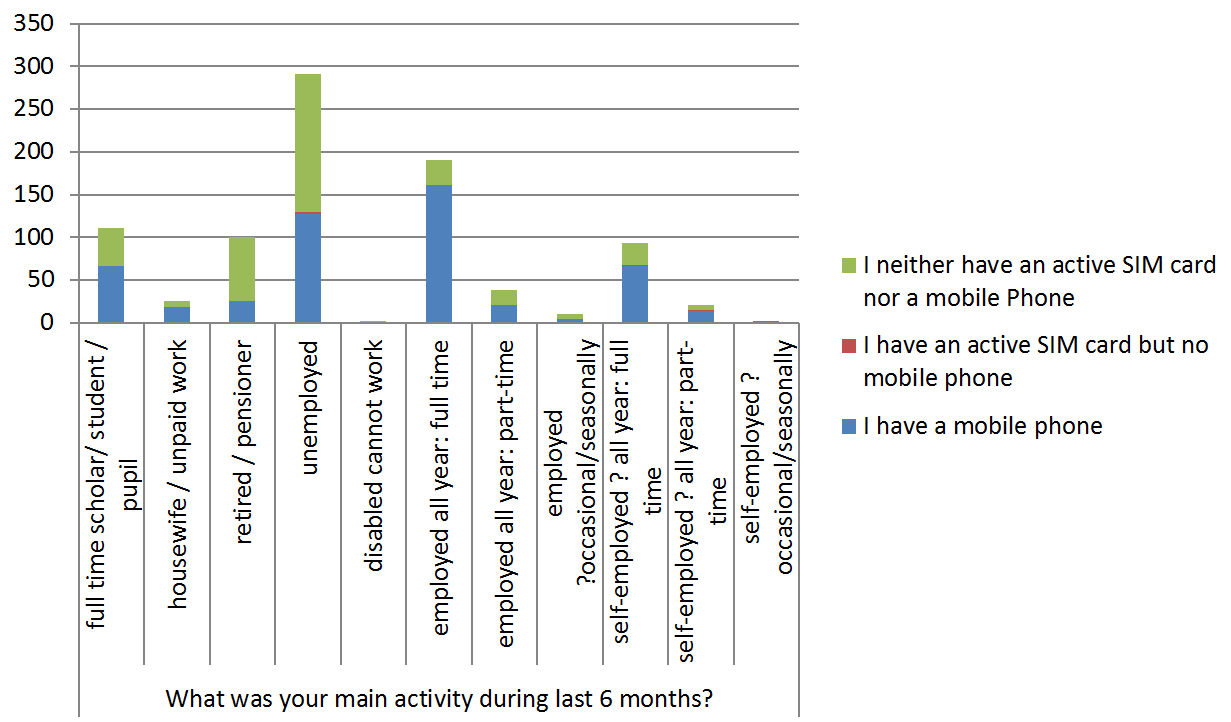 350
300
250
200
150
100
50
0
full time scholar/ student /
pupil
housewife / unpaid work
retired / pensioner
unemployed
disabled cannot work
employed all year: full time
employed all year: part-time
employed
?occasional/seasonally
self-employed ? all year: full
time
self-employed ? all year: part-
time
self-employed ?
occasional/seasonally
What was your main activity during last 6 months?
I neither have an active SIM card
nor a mobile Phone
I have an active SIM card but no
mobile phone
I have a mobile phone